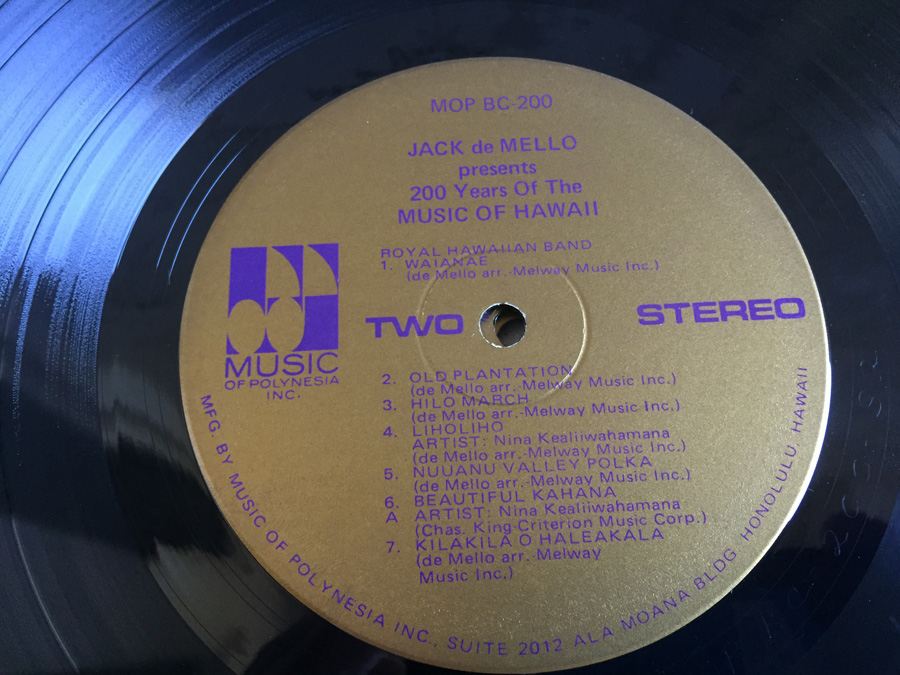 MOP BC-200
JACK de MELLO
presents
200 Years Of The
MUSIC OF HAWAII
ROYAL HAWAIIAN BAND
1. WAIANAE
(de Mello arr.-Melway Music Inc.)
MUSIC
OF POLYNESIA
INC.
TWO
STEREO
2. OLD PLANTATION
(de Mello arr.-Melway Music Inc.)
3. HILO MARCH
(de Mello arr.-Melway Music Inc.)
4. LIHOLIHO
ARTIST: Nina Kealiiwahamana
(de Mello arr.-Melway Music Inc.)
5. NUUANU VALLEY POLKA
(de Mello arr.-Melway Music Inc.)
6. BEAUTIFUL KAHANA
A ARTIST: Nina Kealiiwahamana
(Chas. King-Criterion Music Corp.)
7. KILAKILA O HALEAKALA
(de Mello arr.-Melway
Music Inc.)
MFG. BY MUSIC OF POLYNESIA INC., SUITE 2012 ALA MOANA BLDG. HONOLULU, HAWAII